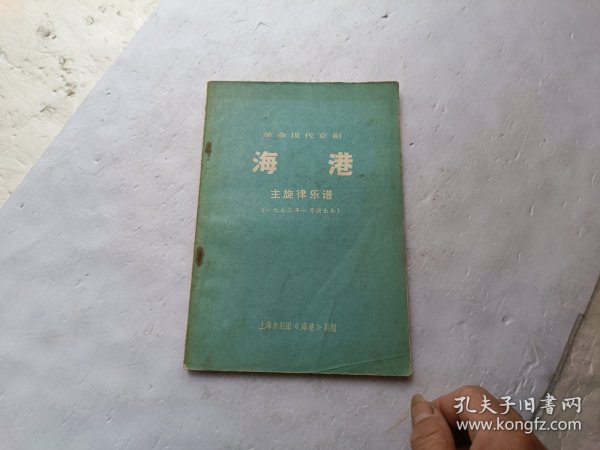 革命现代京剧
海港
主旋律乐谱
(一九七二年一月演出本)
上海京剧团《海港》剧组
孔夫子旧书网
www.kongfz.com